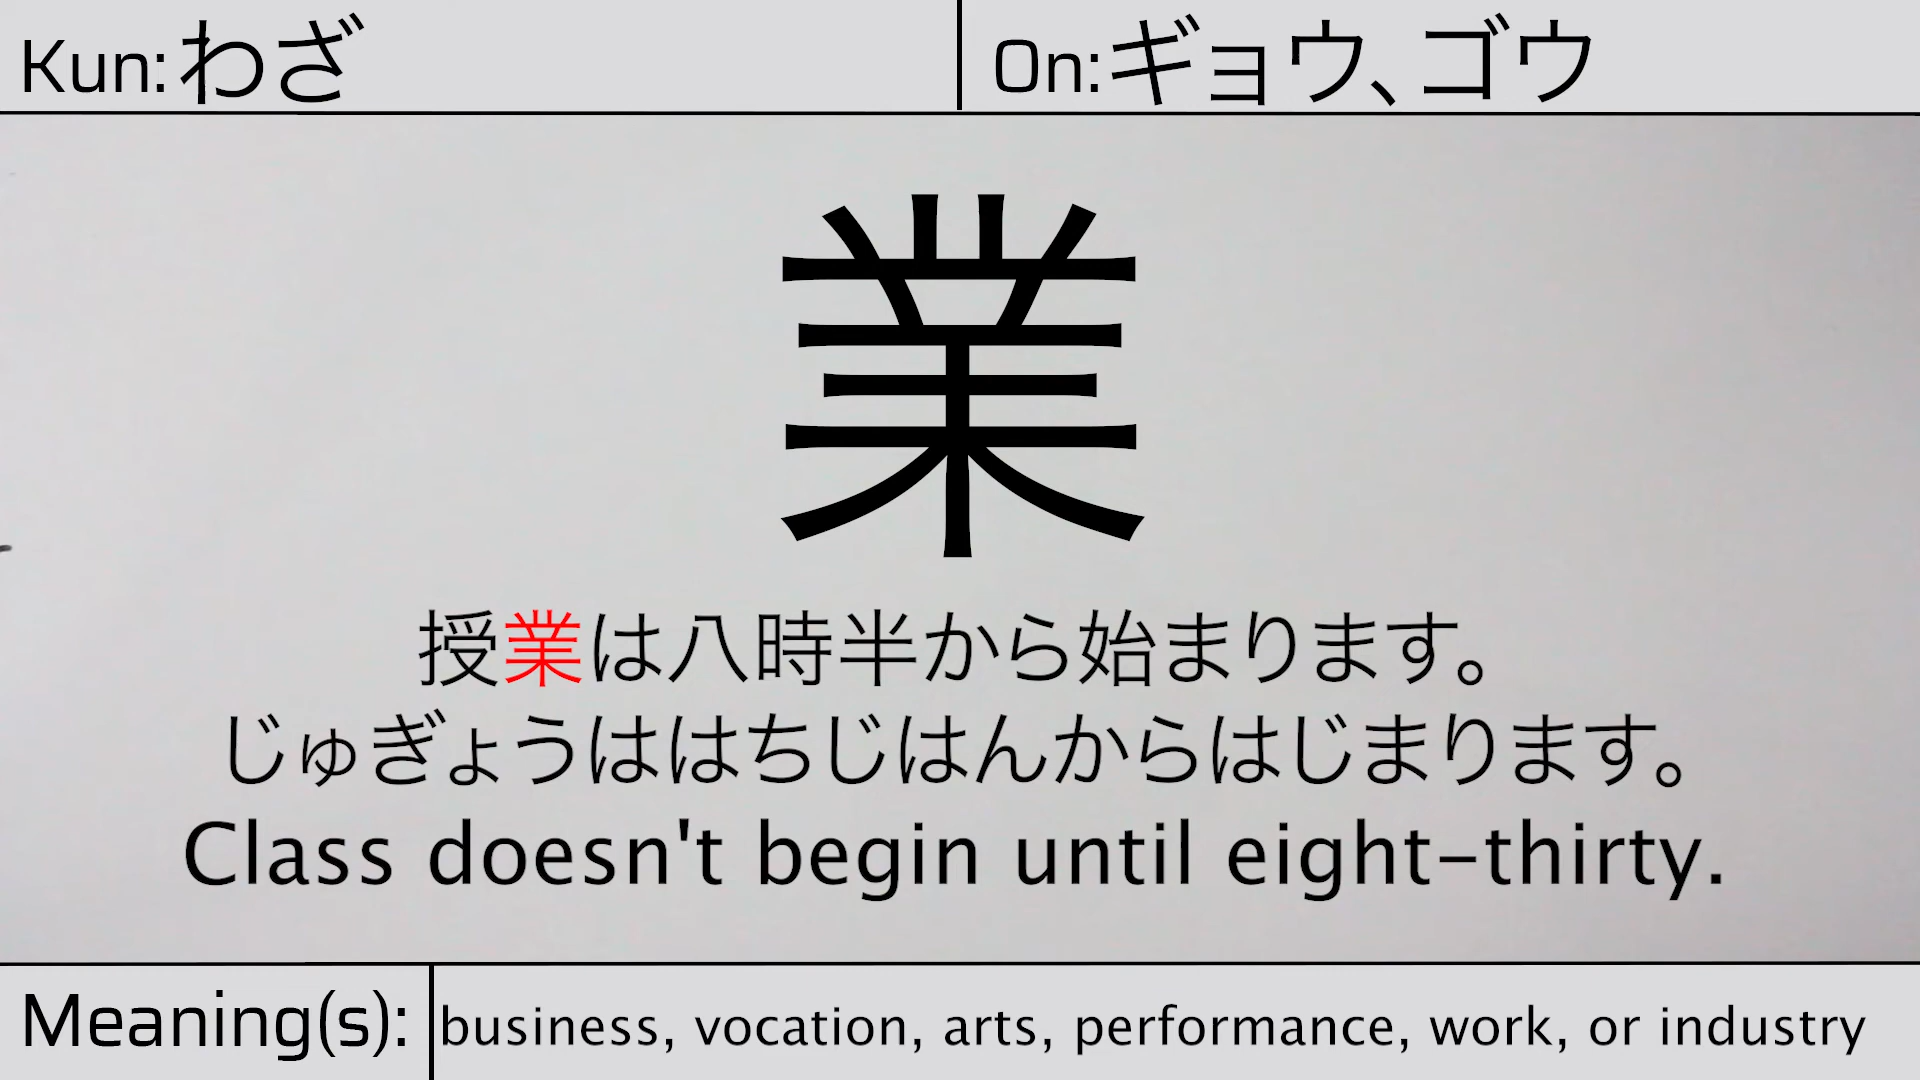 Kun: わざ
On: ギョウ、ゴウ
業
授業は八時半から始まります。
じゅぎょうははちじはんからはじまります。
Class doesn't begin until eight-thirty.
Meaning(s): business, vocation, arts, performance, work, or industry